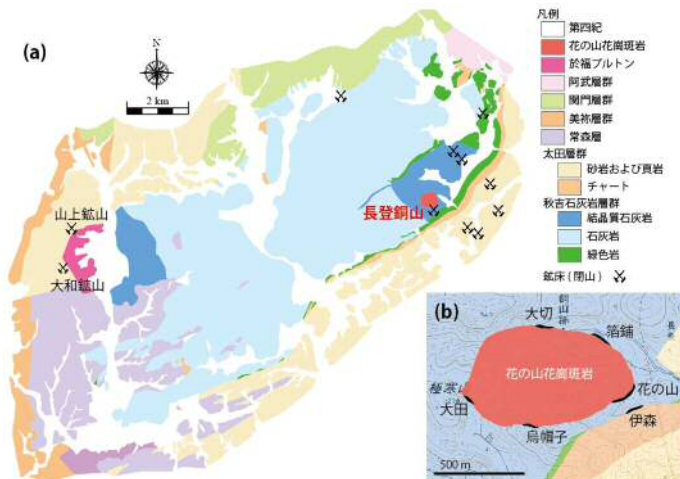 (a)
N
2 km
山上鉱山
大和鉱山
長登銅山
凡例
第四紀
花の山花崗斑岩
於福プルトン
阿武層群
関門層群
美祢層群
常森層
太田層群
砂岩および頁岩
チャート
秋吉石灰岩層群
結晶質石灰岩
石灰岩
緑色岩
鉱床(閉山)
(b)
大切
銅山跡
箔鋪
花の山花崗斑岩
花の山
大田
伊森
烏帽子
500 m